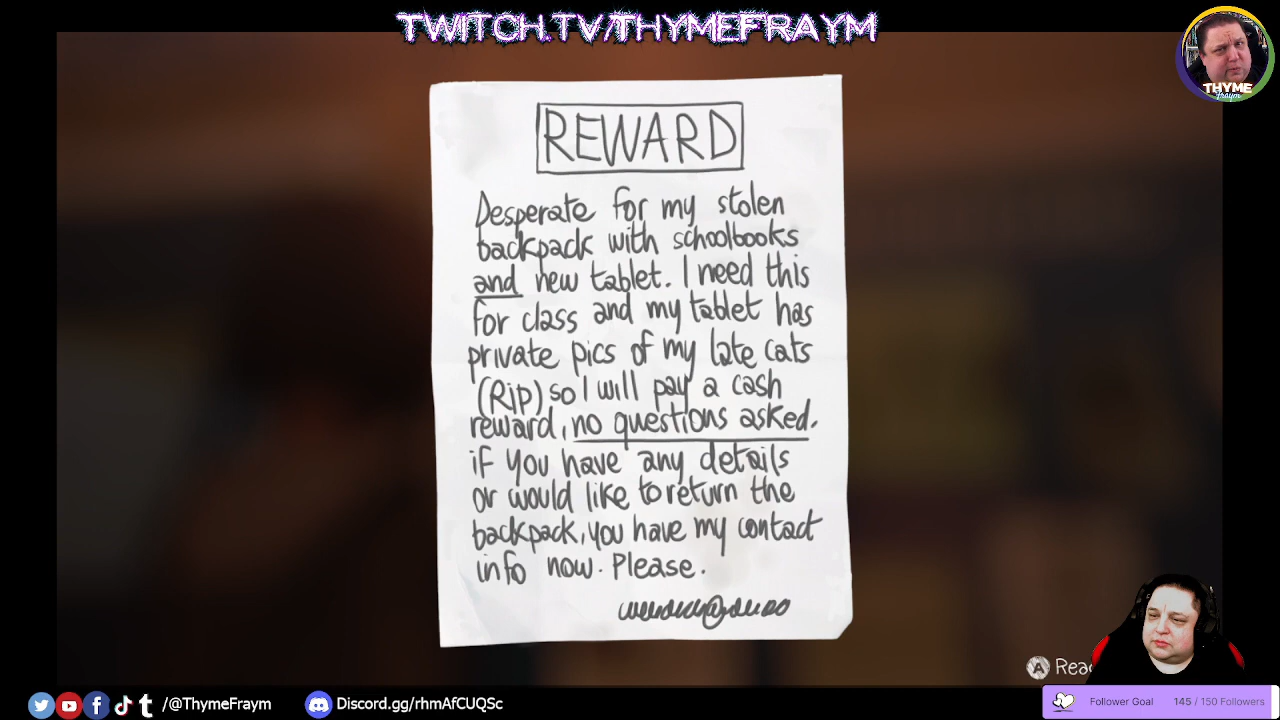 TWITCH.TV/THYMEFRAYM
THYME
fraym
REWARD
Desperate for my stolen
backpack with schoolbooks
and new tablet. I need this
for class and my tablet has
private pics of my late cats
(RIP) so I will pay a cash
reward, no questions asked.
if you have any details
or would like to return the
backpack, you have my contact
info now. Please.
A
/@ThymeFraym
Discord.gg/rhmAfCUQSc
Follower Goal 145 / 150 Followers